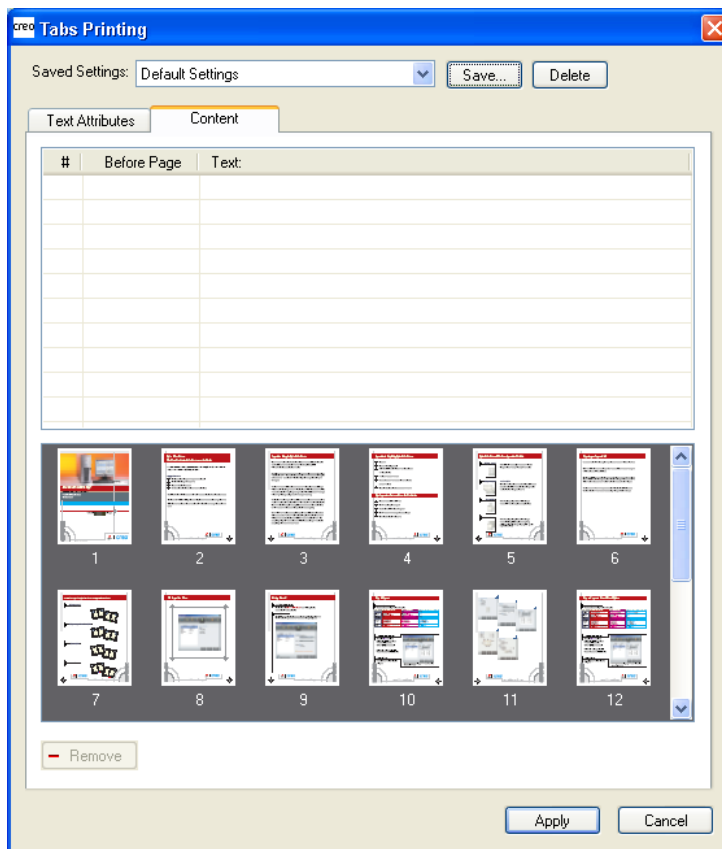 creo Tabs Printing
Saved Settings: Default Settings Save... Delete
Text Attributes Content
# Before Page Text:
1 2 3 4 5 6
7 8 9 10 11 12
Remove
Apply Cancel